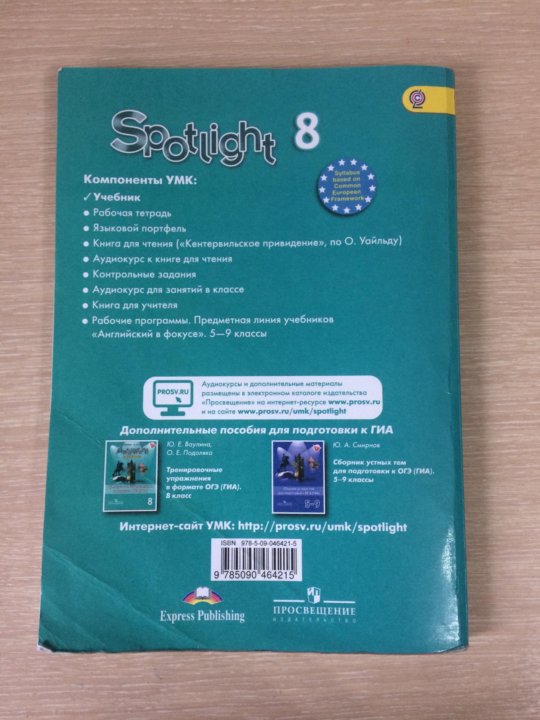 Spotlight 8
Компоненты УМК:
✓Учебник
• Рабочая тетрадь
• Языковой портфель
• Книга для чтения («Кентервильское привидение», по О. Уайльду)
• Аудиокурс к книге для чтения
• Контрольные задания
• Аудиокурс для занятий в классе
• Книга для учителя
• Рабочие программы. Предметная линия учебников
«Английский в фокусе». 5—9 классы
Syllabus
based on
Common
European
Framework
PROSV.RU
Аудиокурсы и дополнительные материалы
размещены в электронном каталоге издательства
«Просвещение» на интернет-ресурсе www.prosv.ru
и на сайте www.prosv.ru/umk/spotlight
Дополнительные пособия для подготовки к ГИА
Ю. Е. Ваулина,
О. Е. Подоляко
Тренировочные
упражнения
в формате ОГЭ (ГИА).
8 класс
Spotlight
8
Ю. А. Смирнов
Сборник устных тем
для подготовки к ОГЭ (ГИА).
5–9 классы
5–9
Интернет-сайт УМК: http://prosv.ru/umk/spotlight
ISBN 978-5-09-046421-5
9 785090 464215
Express Publishing
ПРОСВЕЩЕНИЕ
ИЗДАТЕЛЬСТВО